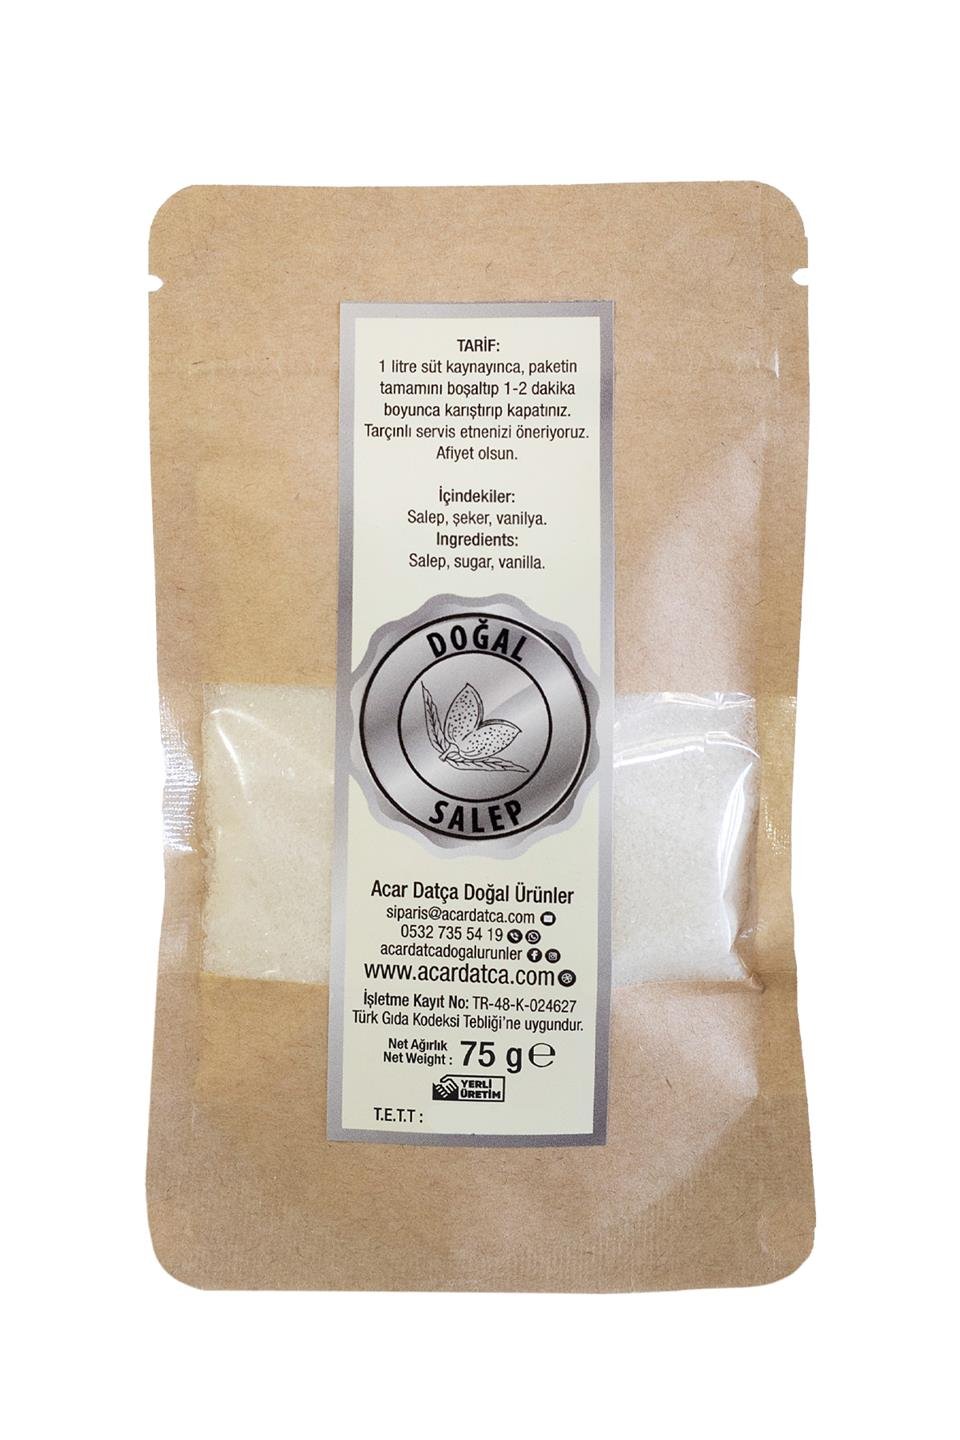 TARİF:
1 litre süt kaynayınca, paketin
tamamını boşaltıp 1-2 dakika
boyunca karıştırıp kapatınız.
Tarçınlı servis etnenizi öneriyoruz.
Afiyet olsun.
İçindekiler:
Salep, şeker, vanilya.
Ingredients:
Salep, sugar, vanilla.
DOĞAL
SALEP
Acar Datça Doğal Ürünler
siparis@acardatca.com
0532 735 54 19
acardatcadogalurunler
www.acardatca.com
İşletme Kayıt No: TR-48-K-024627
Türk Gıda Kodeksi Tebliği'ne uygundur.
Net Ağırlık
Net Weight : 75 g ℮
YERLİ
ÜRETİM
T.E.T.T :